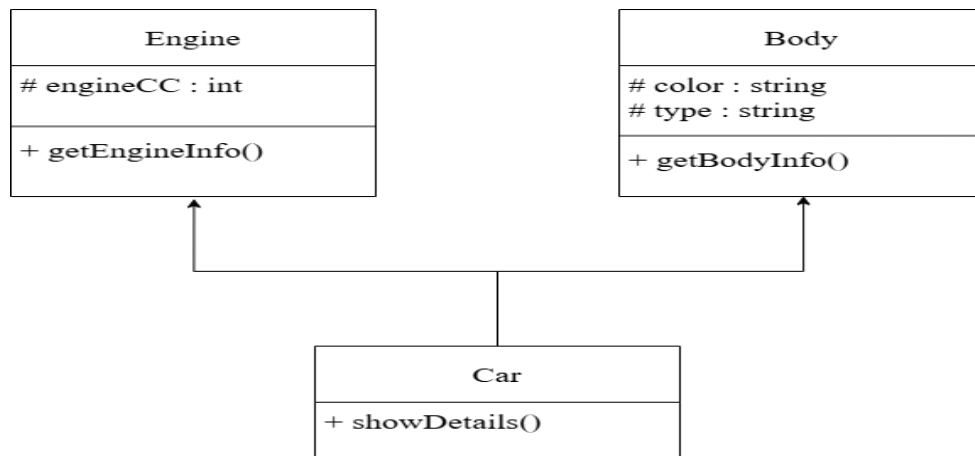 Engine
# engineCC : int
+ getEngineInfo()
Body
# color : string
# type : string
+ getBodyInfo()
Car
+ showDetails()